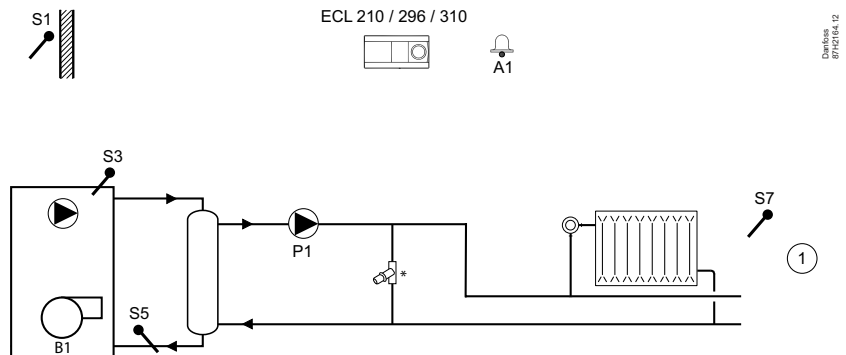 S1
ECL 210 / 296 / 310
A1
Danfoss
87H2164.12
S3
S7
P1
*
1
S5
B1